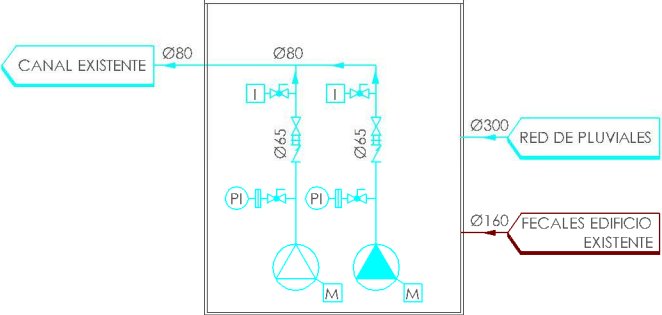 Ø80
Ø80
CANAL EXISTENTE
I
I
Ø65
Ø65
Ø300
RED DE PLUVIALES
PI
PI
Ø160
FECALES EDIFICIO
EXISTENTE
M
M